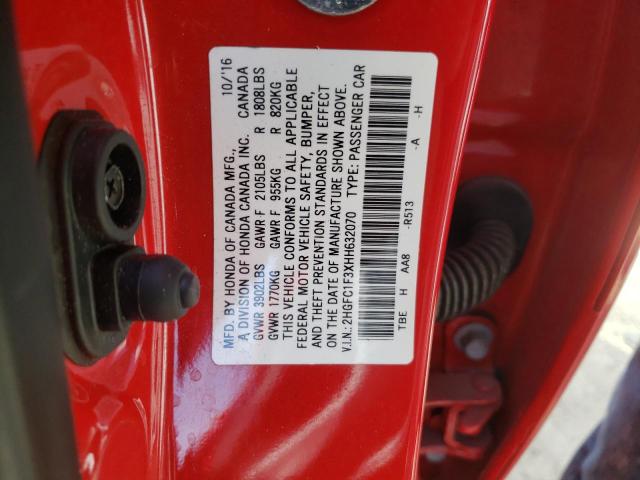 MFD. BY HONDA OF CANADA MFG., 10/'16
A DIVISION OF HONDA CANADA INC. CANADA
GVWR 3902LBS GAWR F 2105LBS R 1808LBS
GVWR 1770KG GAWR F 955KG R 820KG
THIS VEHICLE CONFORMS TO ALL APPLICABLE
FEDERAL MOTOR VEHICLE SAFETY, BUMPER,
AND THEFT PREVENTION STANDARDS IN EFFECT
ON THE DATE OF MANUFACTURE SHOWN ABOVE.
V.I.N.: 2HGFC1F3XHH632070 TYPE: PASSENGER CAR
TBE H AA8 -R513 -A -H